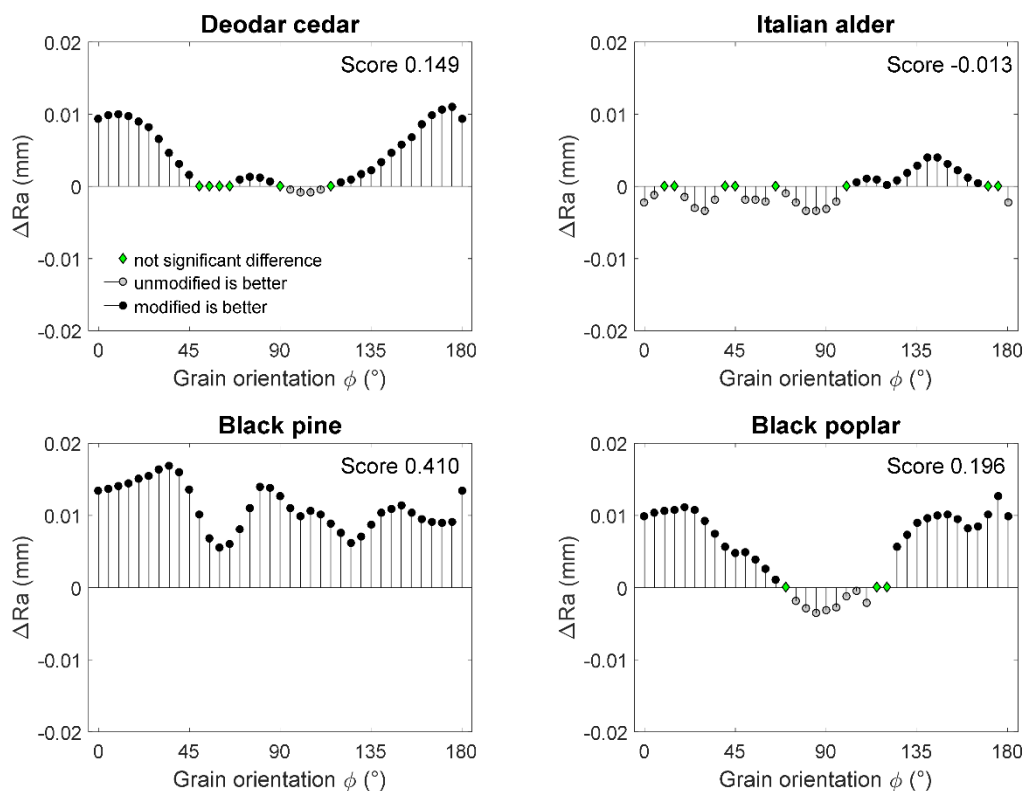 Deodar cedar
Score 0.149
0.02
0.01
0
-0.01
-0.02
ΔRa (mm)
not significant difference
unmodified is better
modified is better
0 45 90 135 180
Grain orientation ϕ (°)
Italian alder
Score -0.013
0.02
0.01
0
-0.01
-0.02
ΔRa (mm)
0 45 90 135 180
Grain orientation ϕ (°)
Black pine
Score 0.410
0.02
0.01
0
-0.01
-0.02
ΔRa (mm)
0 45 90 135 180
Grain orientation ϕ (°)
Black poplar
Score 0.196
0.02
0.01
0
-0.01
-0.02
ΔRa (mm)
0 45 90 135 180
Grain orientation ϕ (°)